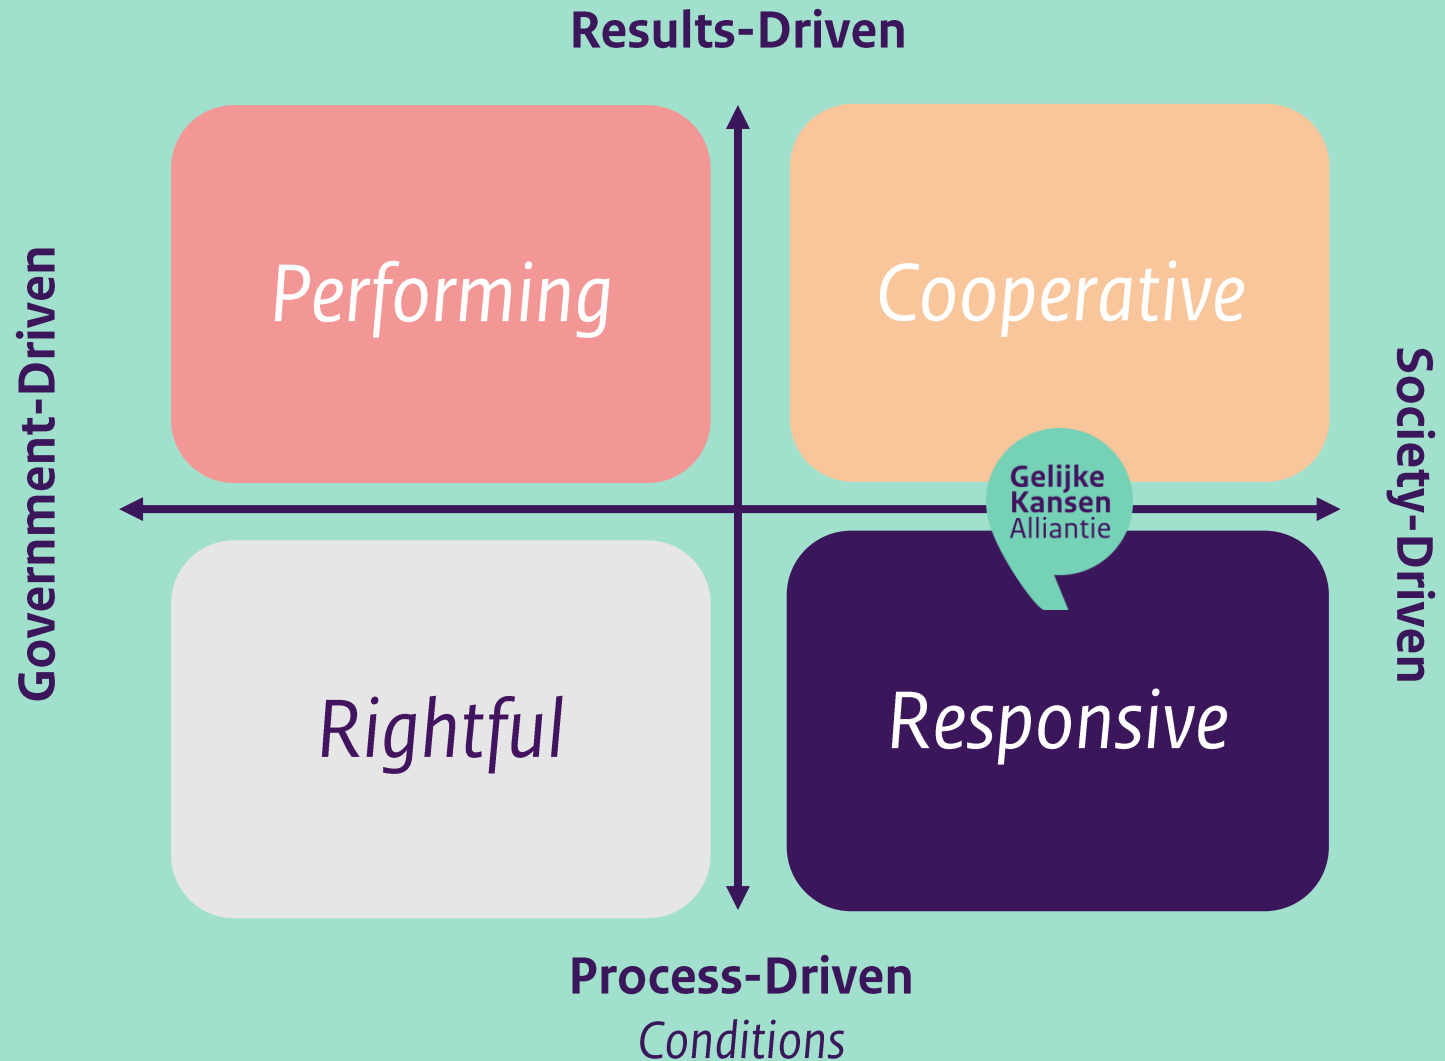 Results-Driven
Performing
Cooperative
Government-Driven
Society-Driven
Gelijke
Kansen
Alliantie
Rightful
Responsive
Process-Driven
Conditions